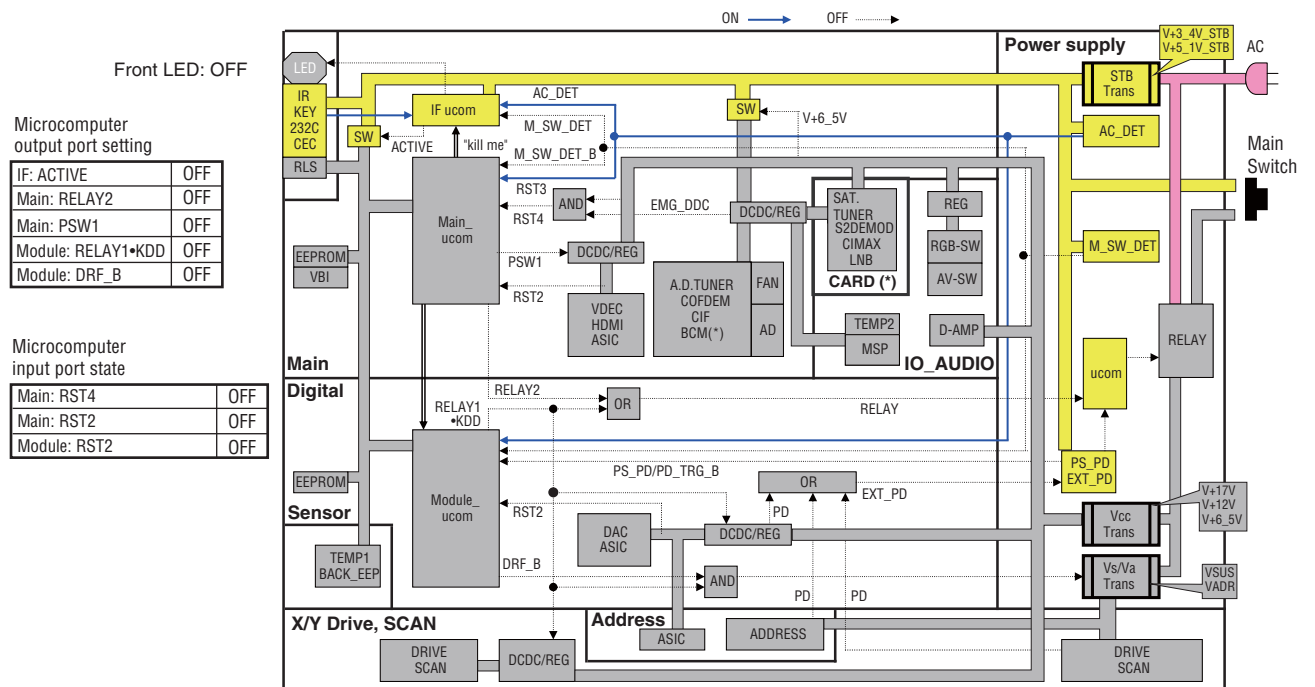 ON OFF
Front LED: OFF
Microcomputer
output port setting
IF: ACTIVE OFF
Main: RELAY2 OFF
Main: PSW1 OFF
Module: RELAY1•KDD OFF
Module: DRF_B OFF
Microcomputer
input port state
Main: RST4 OFF
Main: RST2 OFF
Module: RST2 OFF
LED
IR
KEY
232C
CEC
RLS
SW
IF ucom
ACTIVE
"kill me"
AC_DET
M_SW_DET
M_SW_DET_B
SW
V+6_5V
Power supply
V+3_4V_STB
V+5_1V_STB
AC
STB
Trans
AC_DET
Main
Switch
M_SW_DET
RELAY
ucom
PS_PD
EXT_PD
V+17V
V+12V
V+6_5V
Vcc
Trans
Vs/Va
Trans
VSUS
VADR
Main_
ucom
RST3
RST4
AND
EMG_DDC
DCDC/REG
PSW1
DCDC/REG
RST2
VDEC
HDMI
ASIC
EEPROM
VBI
A.D.TUNER
COFDEM
CIF
BCM(*)
FAN
AD
SAT.
TUNER
S2DEMOD
CIMAX
LNB
CARD (*)
REG
RGB-SW
AV-SW
TEMP2
MSP
D-AMP
Main
IO_AUDIO
Digital
RELAY2
RELAY1
•KDD
OR
RELAY
Module_
ucom
PS_PD/PD_TRG_B
OR
EXT_PD
PD
RST2
DAC
ASIC
DCDC/REG
EEPROM
Sensor
TEMP1
BACK_EEP
DRF_B
AND
PD
PD
X/Y Drive, SCAN
Address
ASIC
ADDRESS
DRIVE
SCAN
DCDC/REG
DRIVE
SCAN